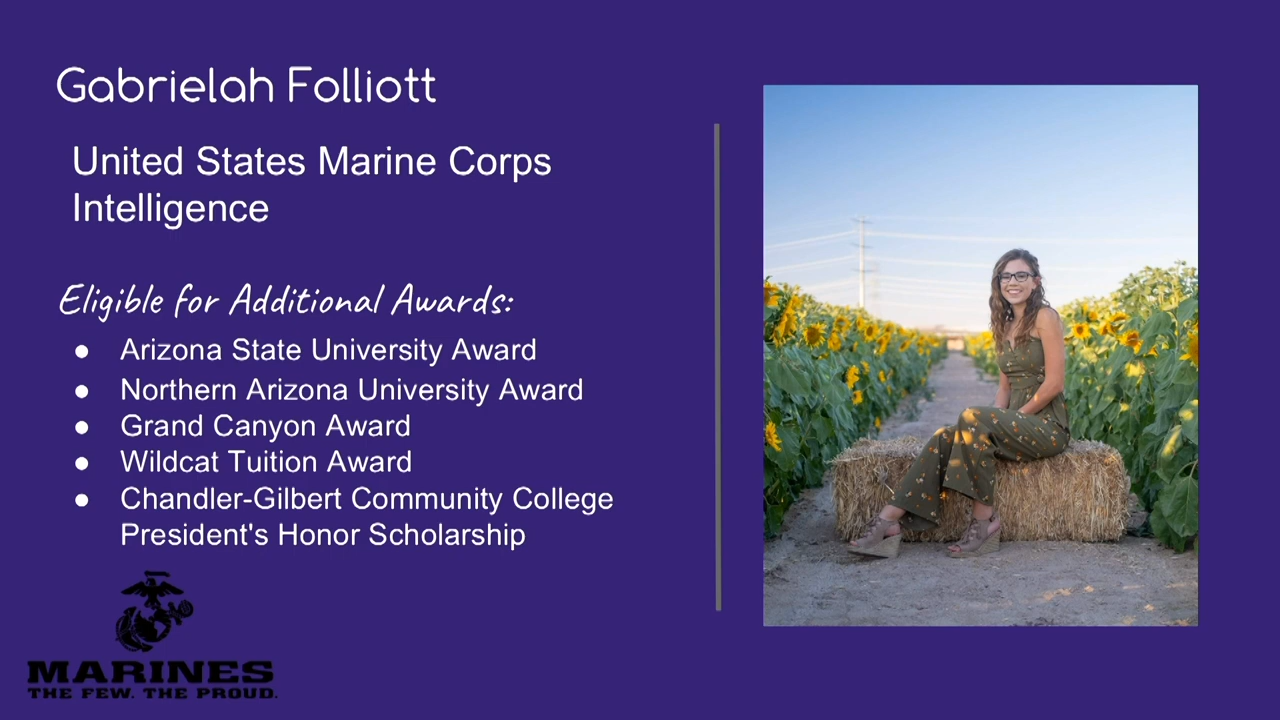 Gabrielah Folliott
United States Marine Corps
Intelligence
Eligible for Additional Awards:
● Arizona State University Award
● Northern Arizona University Award
● Grand Canyon Award
● Wildcat Tuition Award
● Chandler-Gilbert Community College
President's Honor Scholarship
MARINES
THE FEW. THE PROUD.